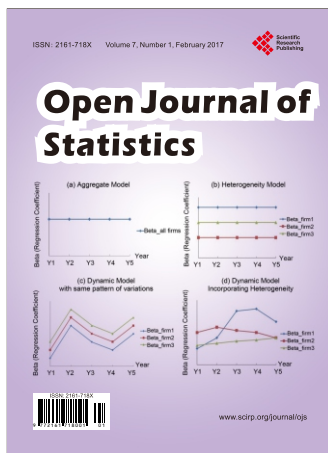 ISSN: 2161-718X Volume 7, Number 1, February 2017
Scientific
Research
Publishing
Open Journal of
Statistics
(a) Aggregate Model
Beta (Regression Coefficient)
Beta_all firms
Year
Y1 Y2 Y3 Y4 Y5
(b) Heterogeneity Model
Beta (Regression Coefficient)
Beta_firm1
Beta_firm2
Beta_firm3
Year
Y1 Y2 Y3 Y4 Y5
(c) Dynamic Model
with same pattern of variations
Beta (Regression Coefficient)
Beta_firm1
Beta_firm2
Beta_firm3
Year
Y1 Y2 Y3 Y4 Y5
(d) Dynamic Model
Incorporating Heterogeneity
Beta (Regression Coefficient)
Beta_firm1
Beta_firm2
Beta_firm3
Year
Y1 Y2 Y3 Y4 Y5
ISSN: 2161-718X
9 772161 718001 01
www.scirp.org/journal/ojs